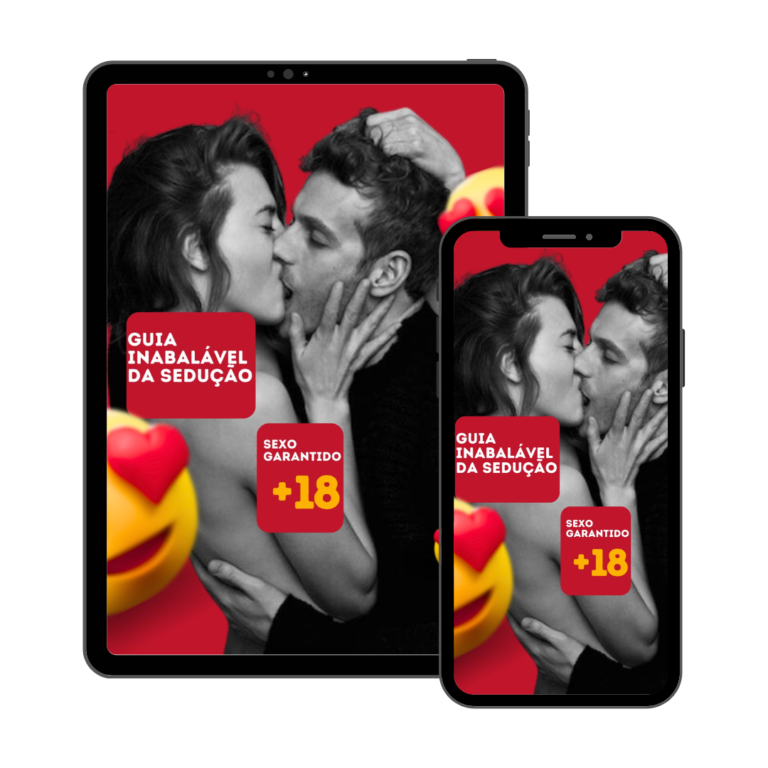 GUIA
INABALÁVEL
DA SEDUÇÃO
SEXO
GARANTIDO
+18
GUIA
INABALÁVEL
DA SEDUÇÃO
SEXO
GARANTIDO
+18